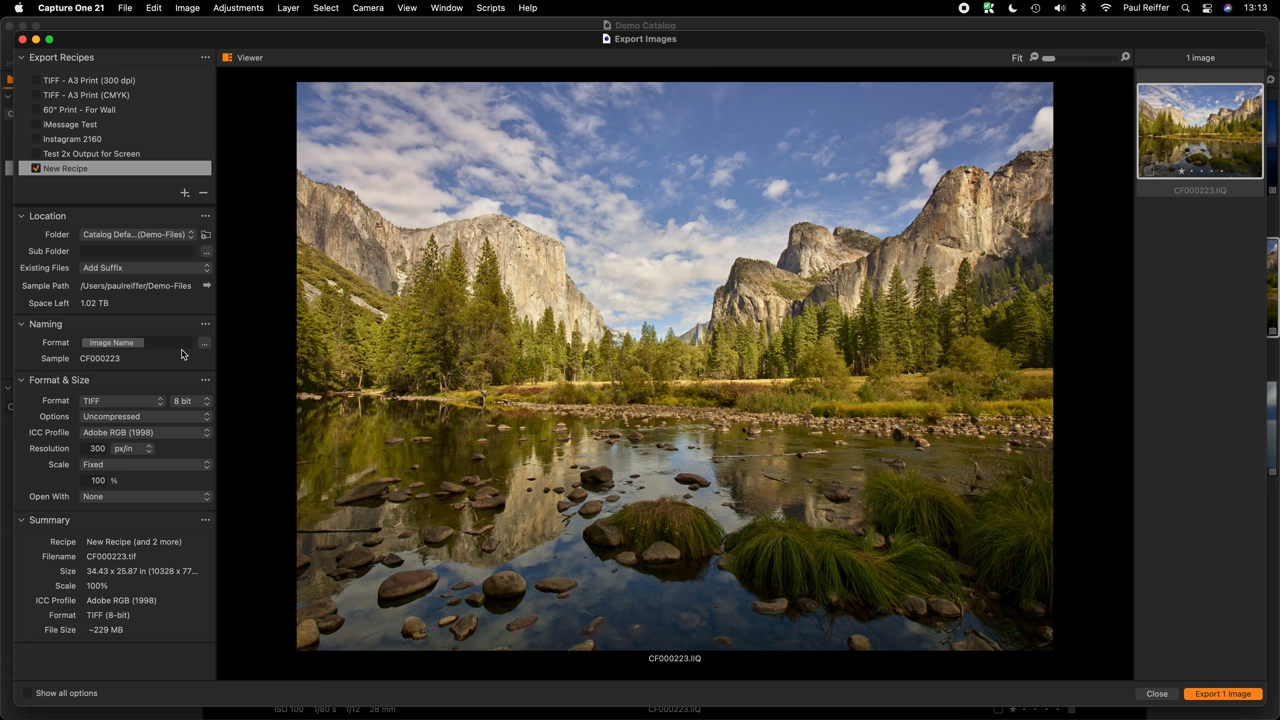 Capture One 21 File Edit Image Adjustments Layer Select Camera View Window Scripts Help Paul Reiffer 13:13
Demo Catalog
Export Images
Export Recipes ... Viewer Fit 1 image
TIFF - A3 Print (300 dpi)
TIFF - A3 Print (CMYK)
60" Print - For Wall
iMessage Test
Instagram 2160
Test 2x Output for Screen
New Recipe
CF000223.IIQ
+ −
Location ...
Folder Catalog Defa...(Demo-Files)
Sub Folder ...
Existing Files Add Suffix
Sample Path /Users/paulreiffer/Demo-Files
Space Left 1.02 TB
Naming ...
Format Image Name ...
Sample CF000223
Format & Size ...
Format TIFF 8 bit
Options Uncompressed
ICC Profile Adobe RGB (1998)
Resolution 300 px/in
Scale Fixed
100 %
Open With None
Summary ...
Recipe New Recipe (and 2 more)
Filename CF000223.tif
Size 34.43 x 25.87 in (10328 x 77...
Scale 100%
ICC Profile Adobe RGB (1998)
Format TIFF (8-bit)
File Size ~229 MB
CF000223.IIQ
Show all options Close Export 1 Image
ISO 100 1/80 s f/12 28 mm CF000223.IIQ